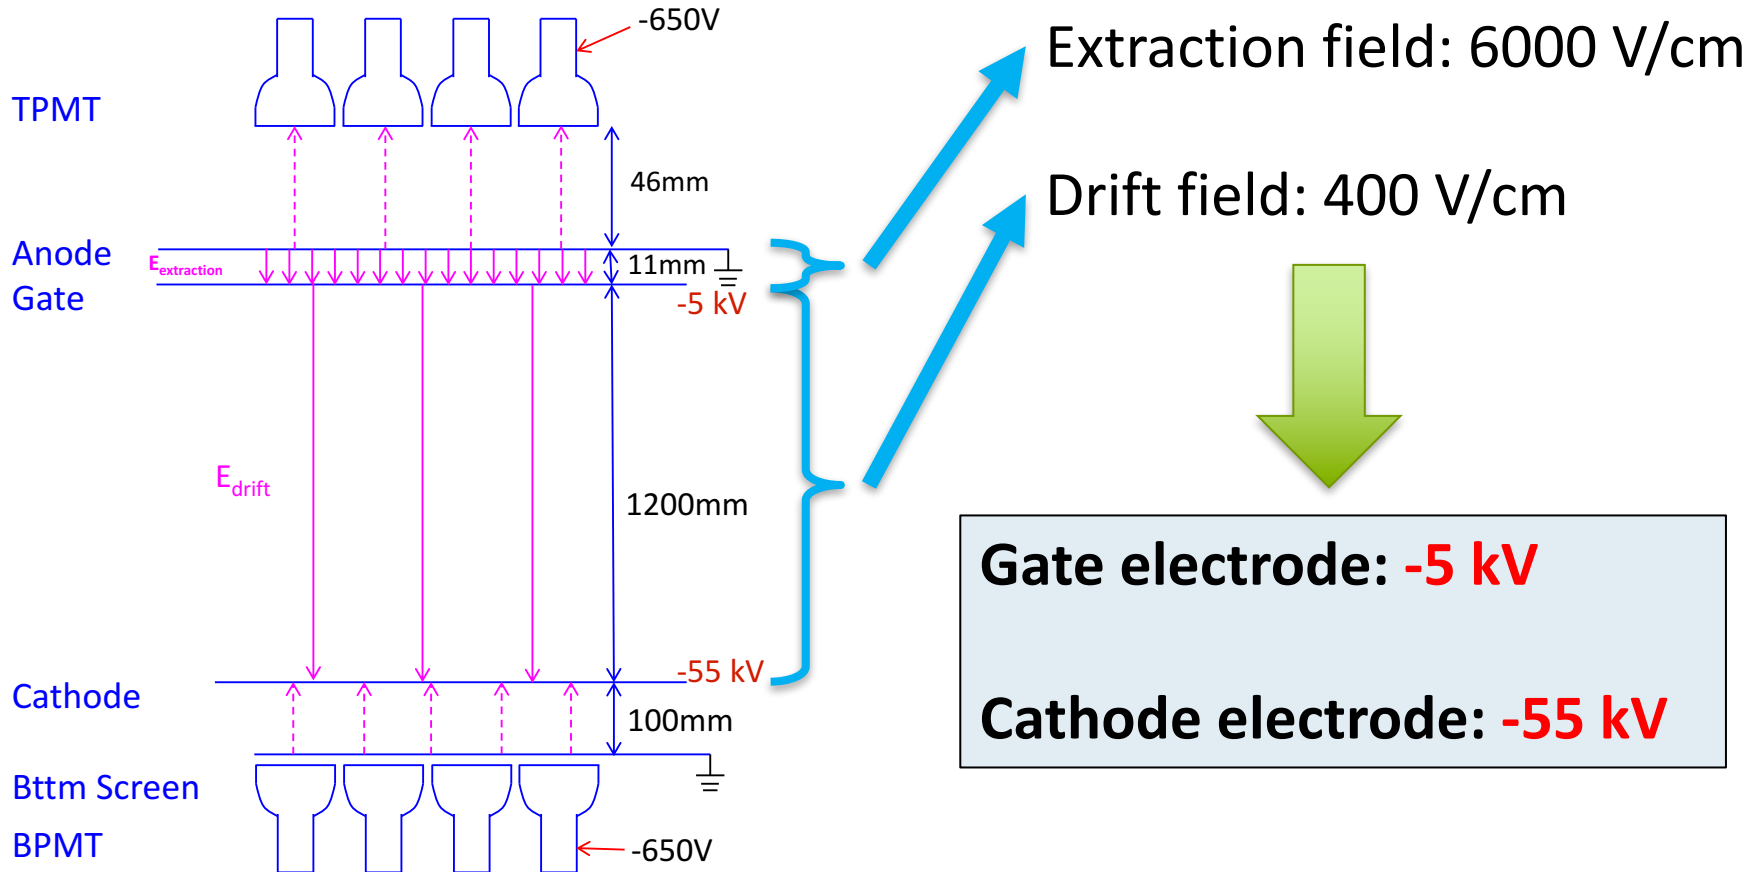 -650V
Extraction field: 6000 V/cm
TPMT
46mm
Drift field: 400 V/cm
Anode
Eextraction
11mm
Gate
-5 kV
Edrift
1200mm
Gate electrode: -5 kV
-55 kV
Cathode
100mm
Cathode electrode: -55 kV
Bttm Screen
BPMT
-650V